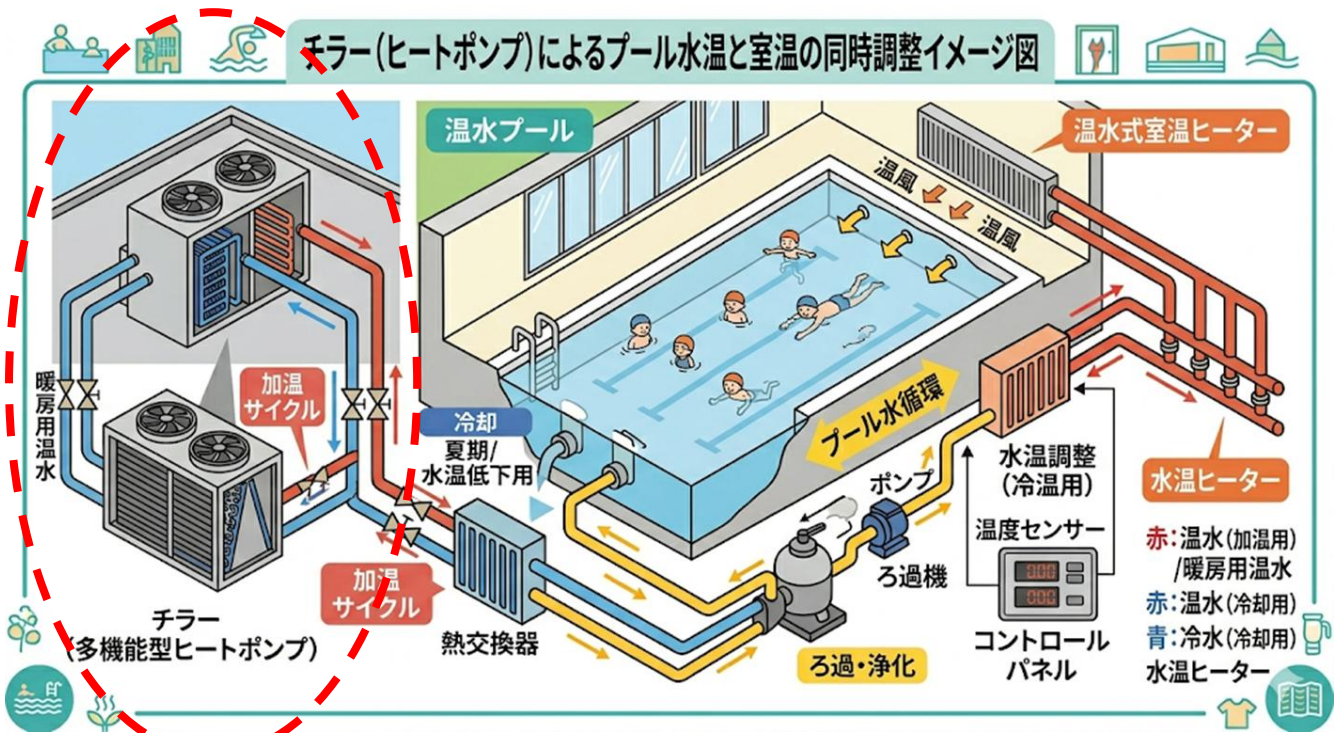 チラー(ヒートポンプ)によるプール水温と室温の同時調整イメージ図
温水プール
温水式室温ヒーター
温風
温風
暖房用温水
加温
サイクル
冷却
夏期/
水温低下用
プール水循環
ポンプ
水温調整
(冷温用)
水温ヒーター
温度センサー
ろ過機
0.00
000
赤:温水(加温用)
/暖房用温水
赤:温水(冷却用)
青:冷水(冷却用)
水温ヒーター
加温
サイクル
チラー
(多機能型ヒートポンプ)
熱交換器
ろ過・浄化
コントロール
パネル